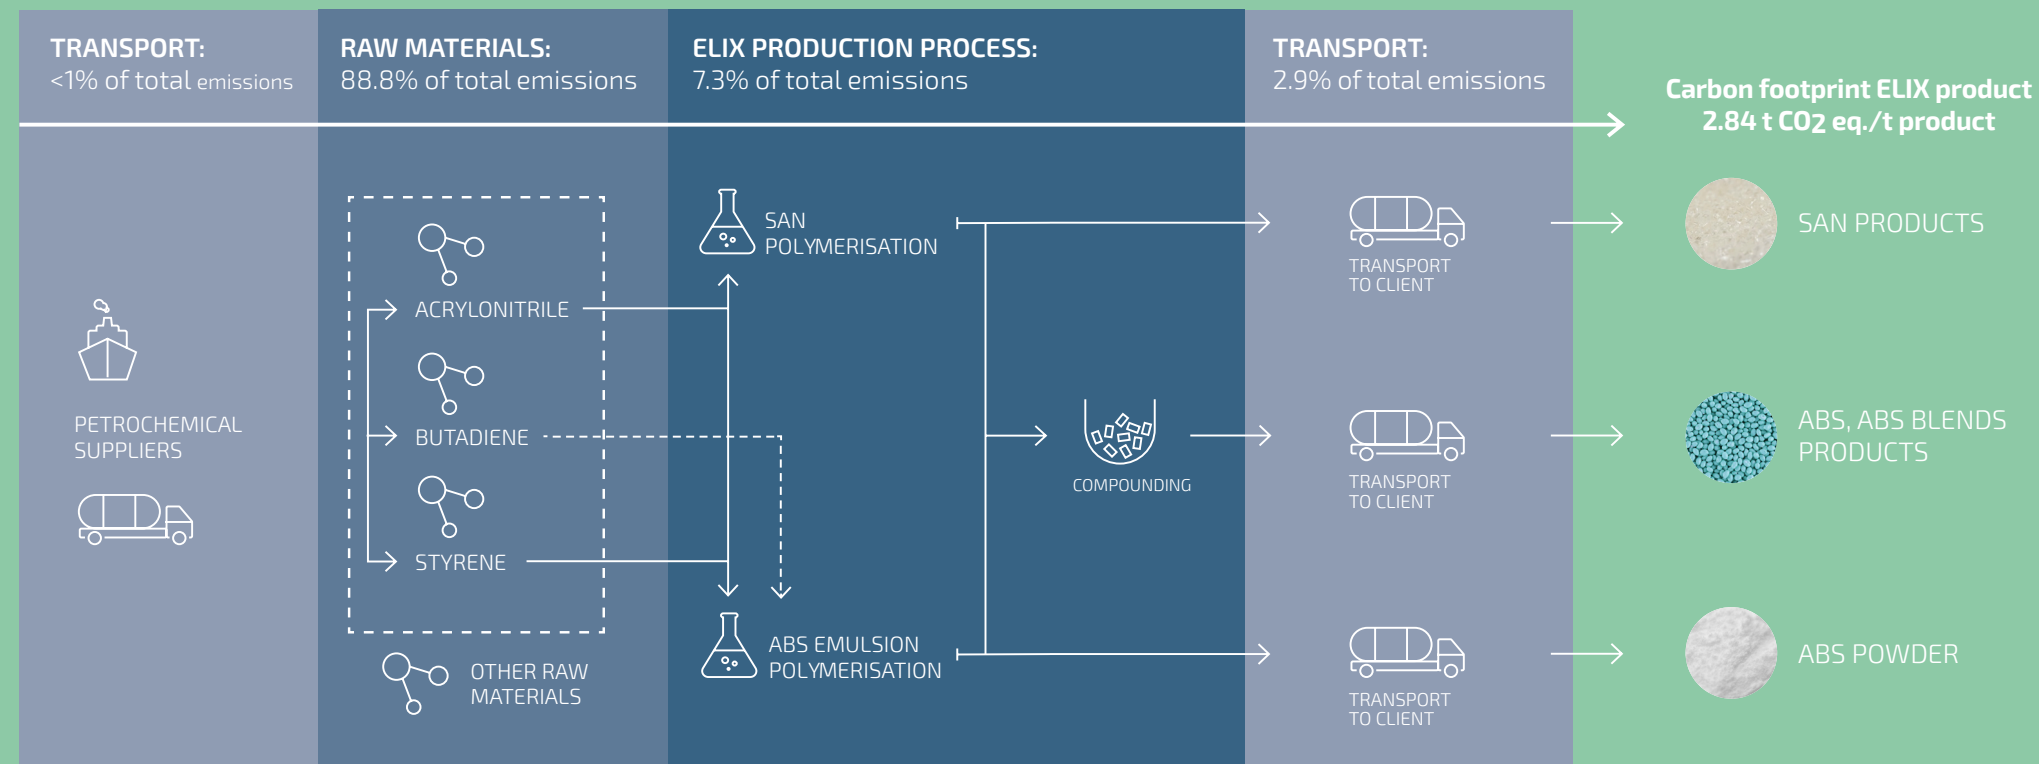 TRANSPORT:
<1% of total emissions
RAW MATERIALS:
88.8% of total emissions
ELIX PRODUCTION PROCESS:
7.3% of total emissions
TRANSPORT:
2.9% of total emissions
Carbon footprint ELIX product
2.84 t CO2 eq./t product
PETROCHEMICAL
SUPPLIERS
ACRYLONITRILE
BUTADIENE
STYRENE
OTHER RAW
MATERIALS
SAN
POLYMERISATION
ABS EMULSION
POLYMERISATION
COMPOUNDING
TRANSPORT
TO CLIENT
TRANSPORT
TO CLIENT
TRANSPORT
TO CLIENT
SAN PRODUCTS
ABS, ABS BLENDS
PRODUCTS
ABS POWDER